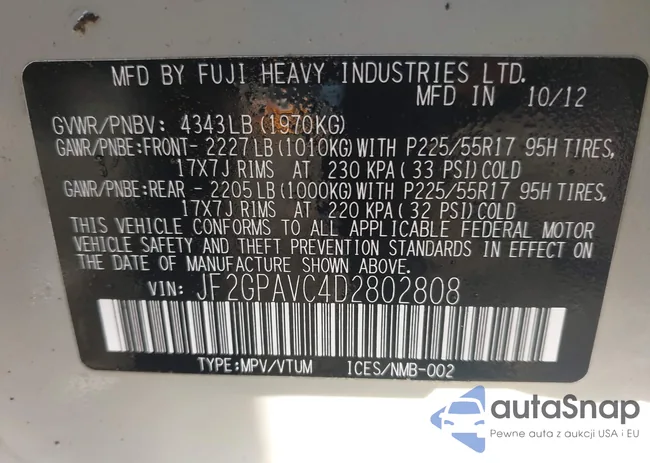 MFD BY FUJI HEAVY INDUSTRIES LTD.
MFD IN 10/12
GVWR/PNBV: 4343LB (1970KG)
GAWR/PNBE:FRONT- 2227LB (1010KG) WITH P225/55R17 95H TIRES,
17X7J RIMS AT 230 KPA ( 33 PSI) COLD
GAWR/PNBE:REAR - 2205LB (1000KG) WITH P225/55R17 95H TIRES,
17X7J RIMS AT 220 KPA ( 32 PSI) COLD
THIS VEHICLE CONFORMS TO ALL APPLICABLE FEDERAL MOTOR
VEHICLE SAFETY AND THEFT PREVENTION STANDARDS IN EFFECT ON
THE DATE OF MANUFACTURE SHOWN ABOVE.
VIN: JF2GPAVC4D2802808
TYPE:MPV/VTUM ICES/NMB-002
autaSnap
Pewne auta z aukcji USA i EU